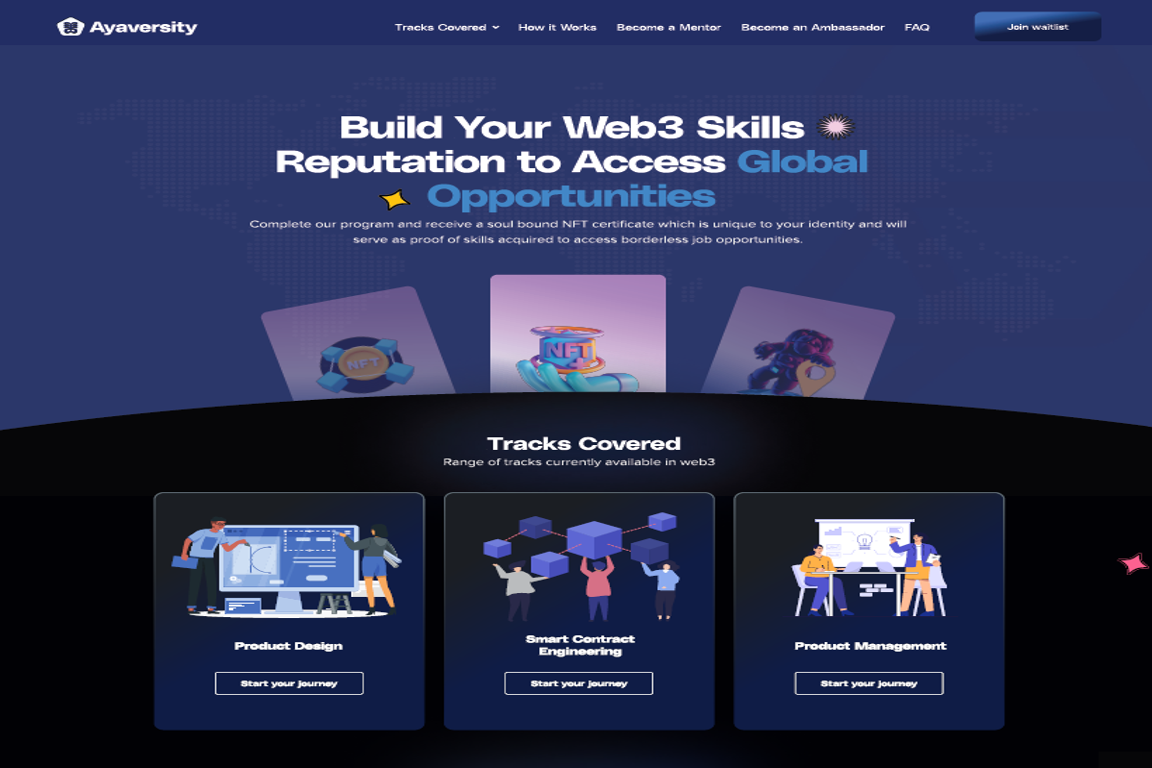 Ayaversity
Tracks Covered
How it Works
Become a Mentor
Become an Ambassador
FAQ
Join waitlist
Build Your Web3 Skills
Reputation to Access Global
Opportunities
Complete our program and receive a soul bound NFT certificate which is unique to your identity and will
serve as proof of skills acquired to access borderless job opportunities.
NFT
NFT
Tracks Covered
Range of tracks currently available in web3
Product Design
Start your journey
Smart Contract
Engineering
Start your journey
Product Management
Start your journey